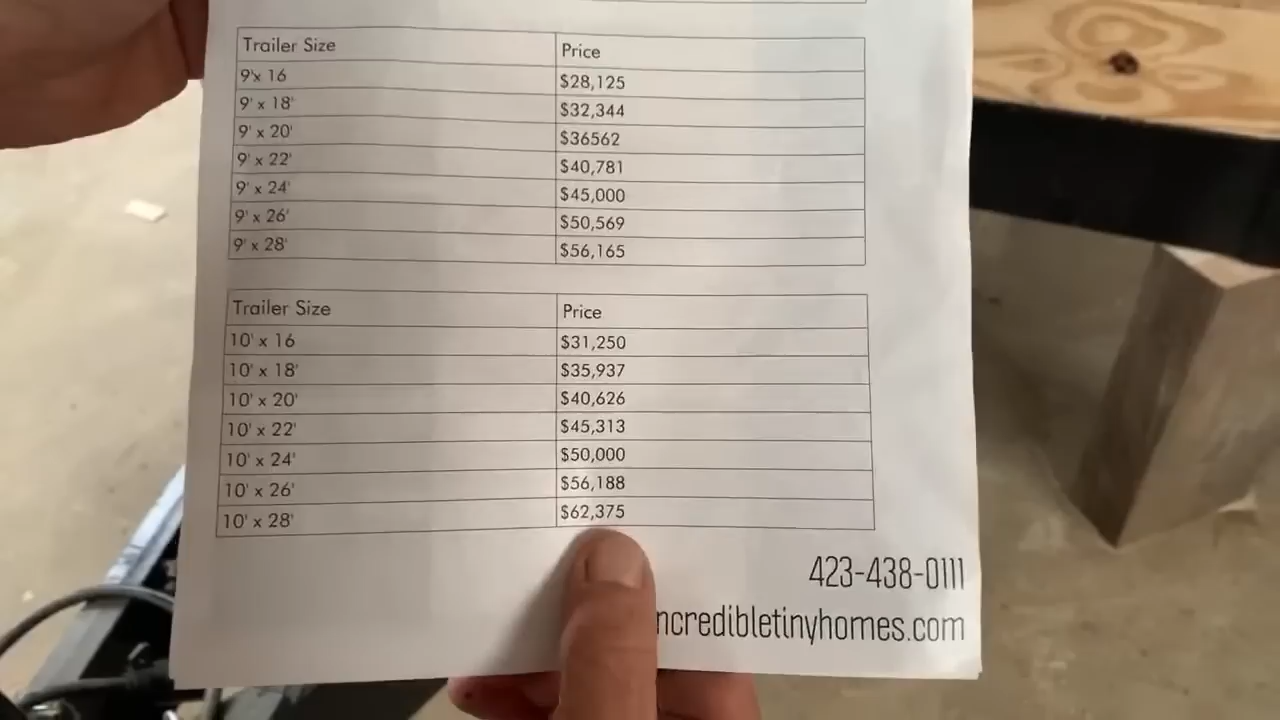 Trailer Size Price
9'x 16 $28,125
9' x 18' $32,344
9' x 20' $36562
9' x 22' $40,781
9' x 24' $45,000
9' x 26' $50,569
9' x 28' $56,165
Trailer Size Price
10' x 16 $31,250
10' x 18' $35,937
10' x 20' $40,626
10' x 22' $45,313
10' x 24' $50,000
10' x 26' $56,188
10' x 28' $62,375
423-438-0111
ncredibletinyhomes.com